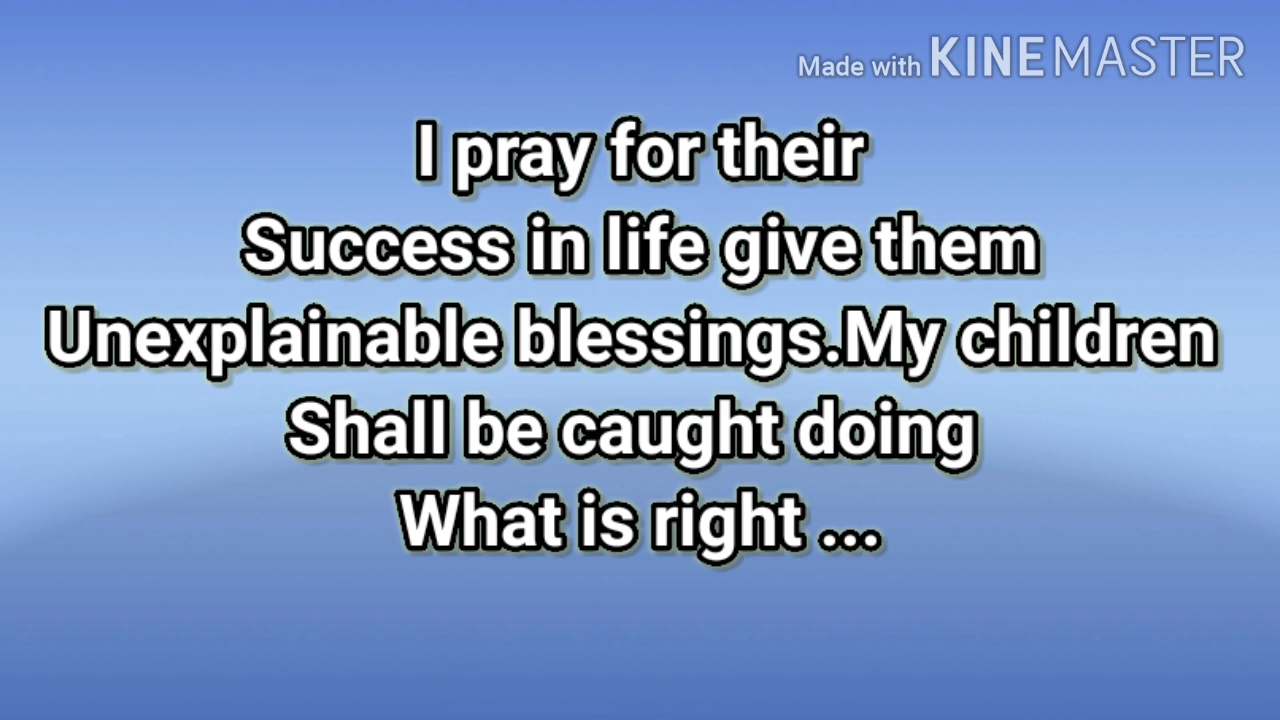 Made with KINEMASTER
I pray for their
Success in life give them
Unexplainable blessings.My children
Shall be caught doing
What is right ...